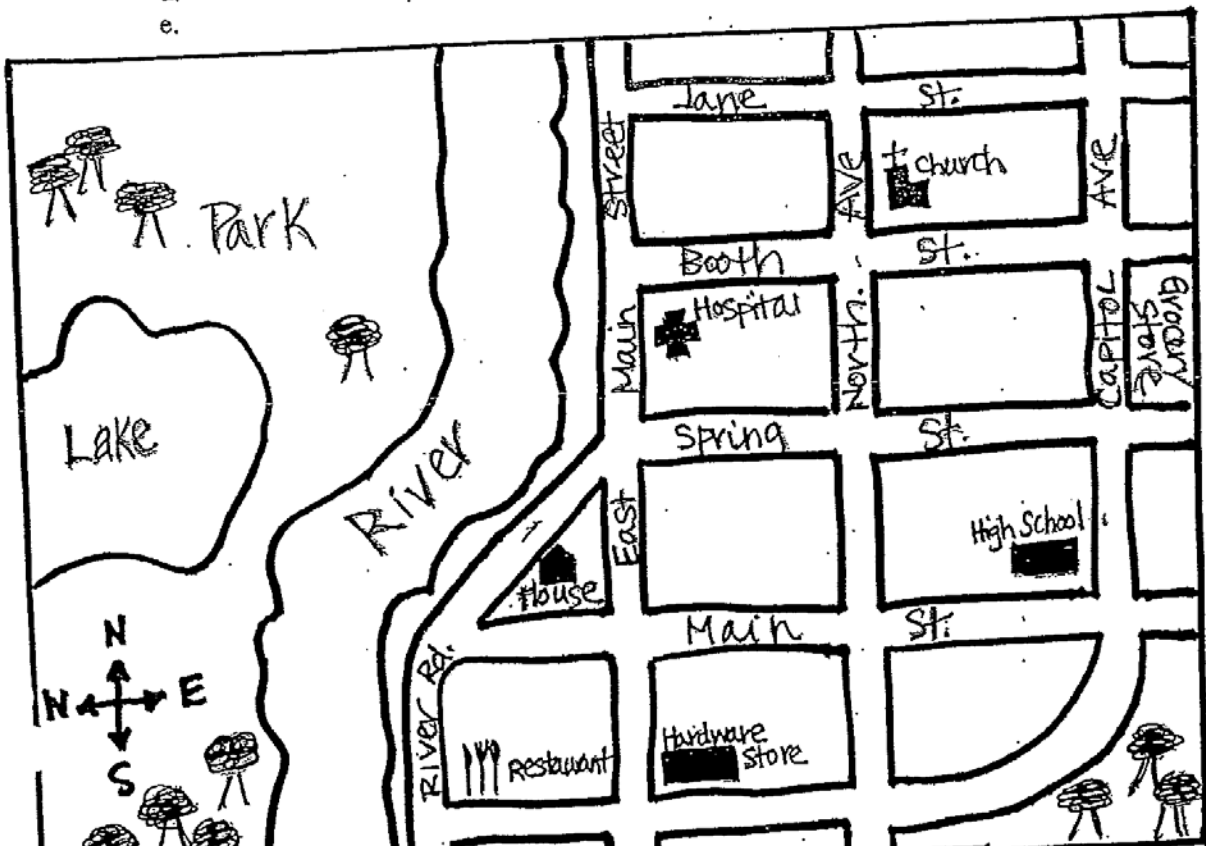 e.
Jane St.
Street
AVE
church
AVE
Park
Booth St.
Hospital
Main
North.
Capitol
Grocery
Store
Lake
Spring St.
River
East
High School
House
Main St.
N
N E
S
River Rd.
Restaurant
Hardware
Store